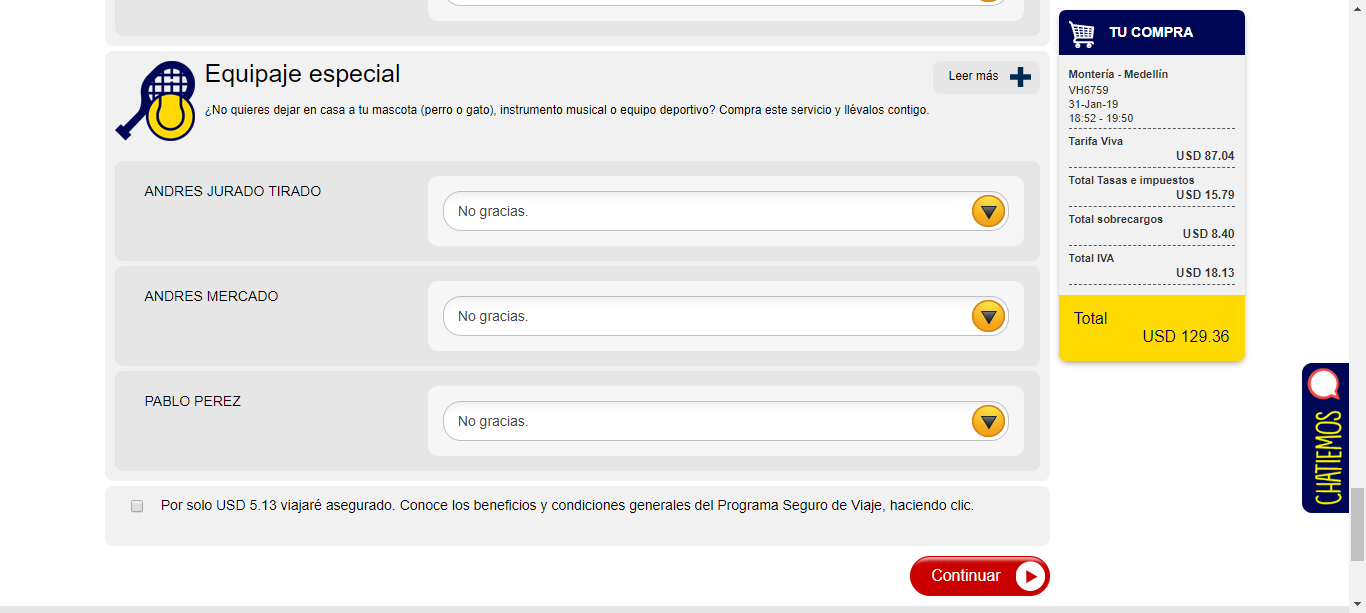 Equipaje especial
Leer más
¿No quieres dejar en casa a tu mascota (perro o gato), instrumento musical o equipo deportivo? Compra este servicio y llévalos contigo.
ANDRES JURADO TIRADO
No gracias.
ANDRES MERCADO
No gracias.
PABLO PEREZ
No gracias.
Por solo USD 5.13 viajaré asegurado. Conoce los beneficios y condiciones generales del Programa Seguro de Viaje, haciendo clic.
Continuar
TU COMPRA
Montería - Medellín
VH6759
31-Jan-19
18:52 - 19:50
Tarifa Viva
USD 87.04
Total Tasas e impuestos
USD 15.79
Total sobrecargos
USD 8.40
Total IVA
USD 18.13
Total
USD 129.36
CHATIEMOS